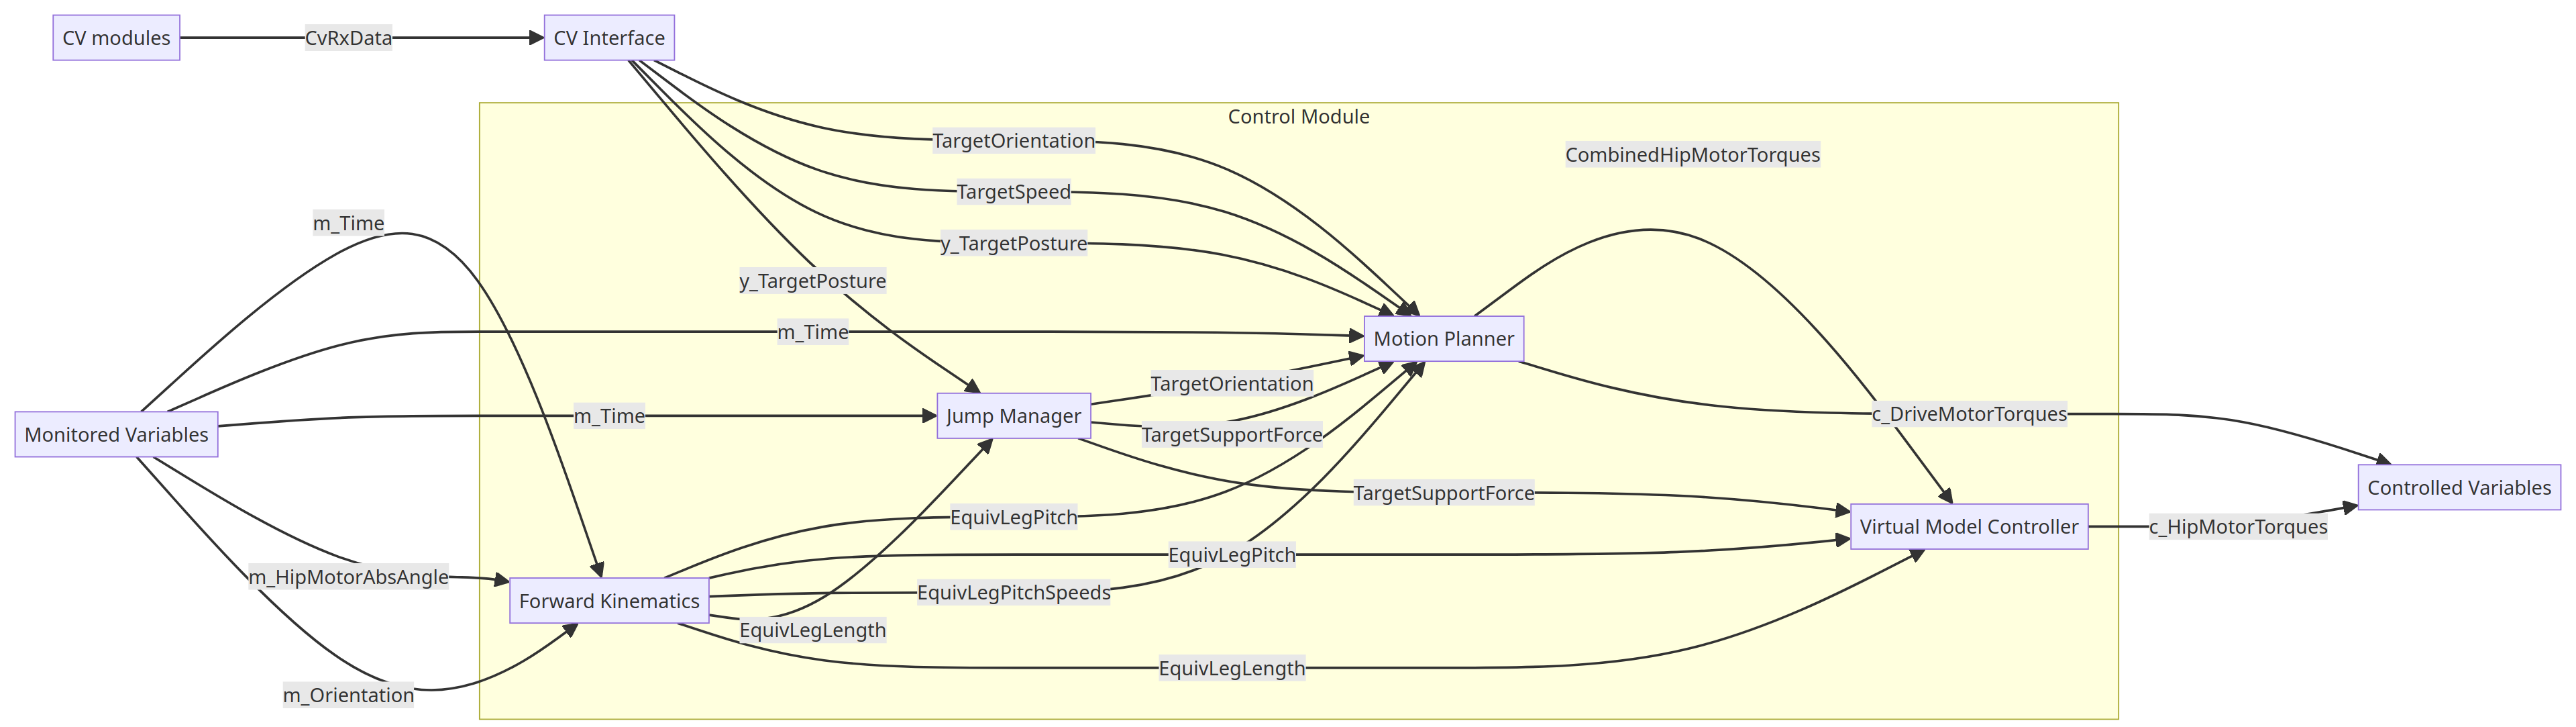 CV modules
CvRxData
CV Interface
Control Module
TargetOrientation
CombinedHipMotorTorques
TargetSpeed
m_Time
y_TargetPosture
y_TargetPosture
m_Time
Motion Planner
TargetOrientation
Monitored Variables
m_Time
Jump Manager
c_DriveMotorTorques
TargetSupportForce
TargetSupportForce
Controlled Variables
EquivLegPitch
Virtual Model Controller
c_HipMotorTorques
EquivLegPitch
m_HipMotorAbsAngle
Forward Kinematics
EquivLegPitchSpeeds
EquivLegLength
EquivLegLength
m_Orientation